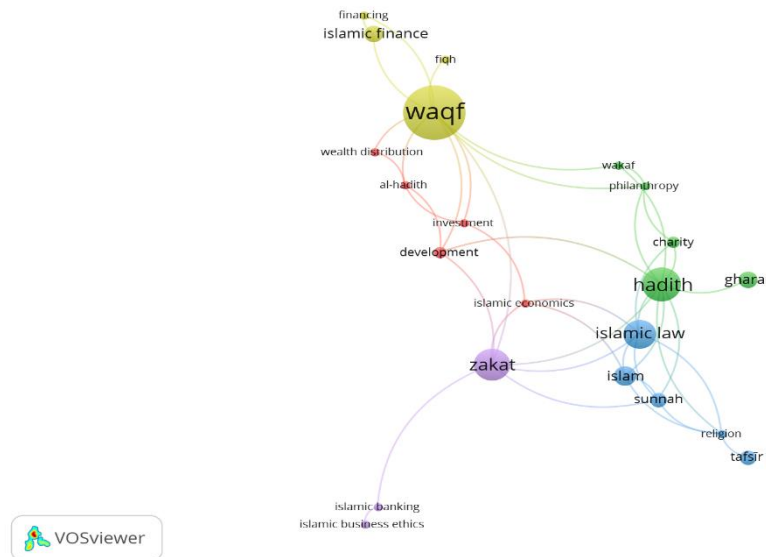 financing
islamic finance
fiqh
waqf
wealth distribution
wakaf
al-hadith
philanthropy
investment
charity
development
ghara
hadith
islamic economics
islamic law
zakat
islam
sunnah
religion
tafsīr
islamic banking
islamic business ethics
VOSviewer